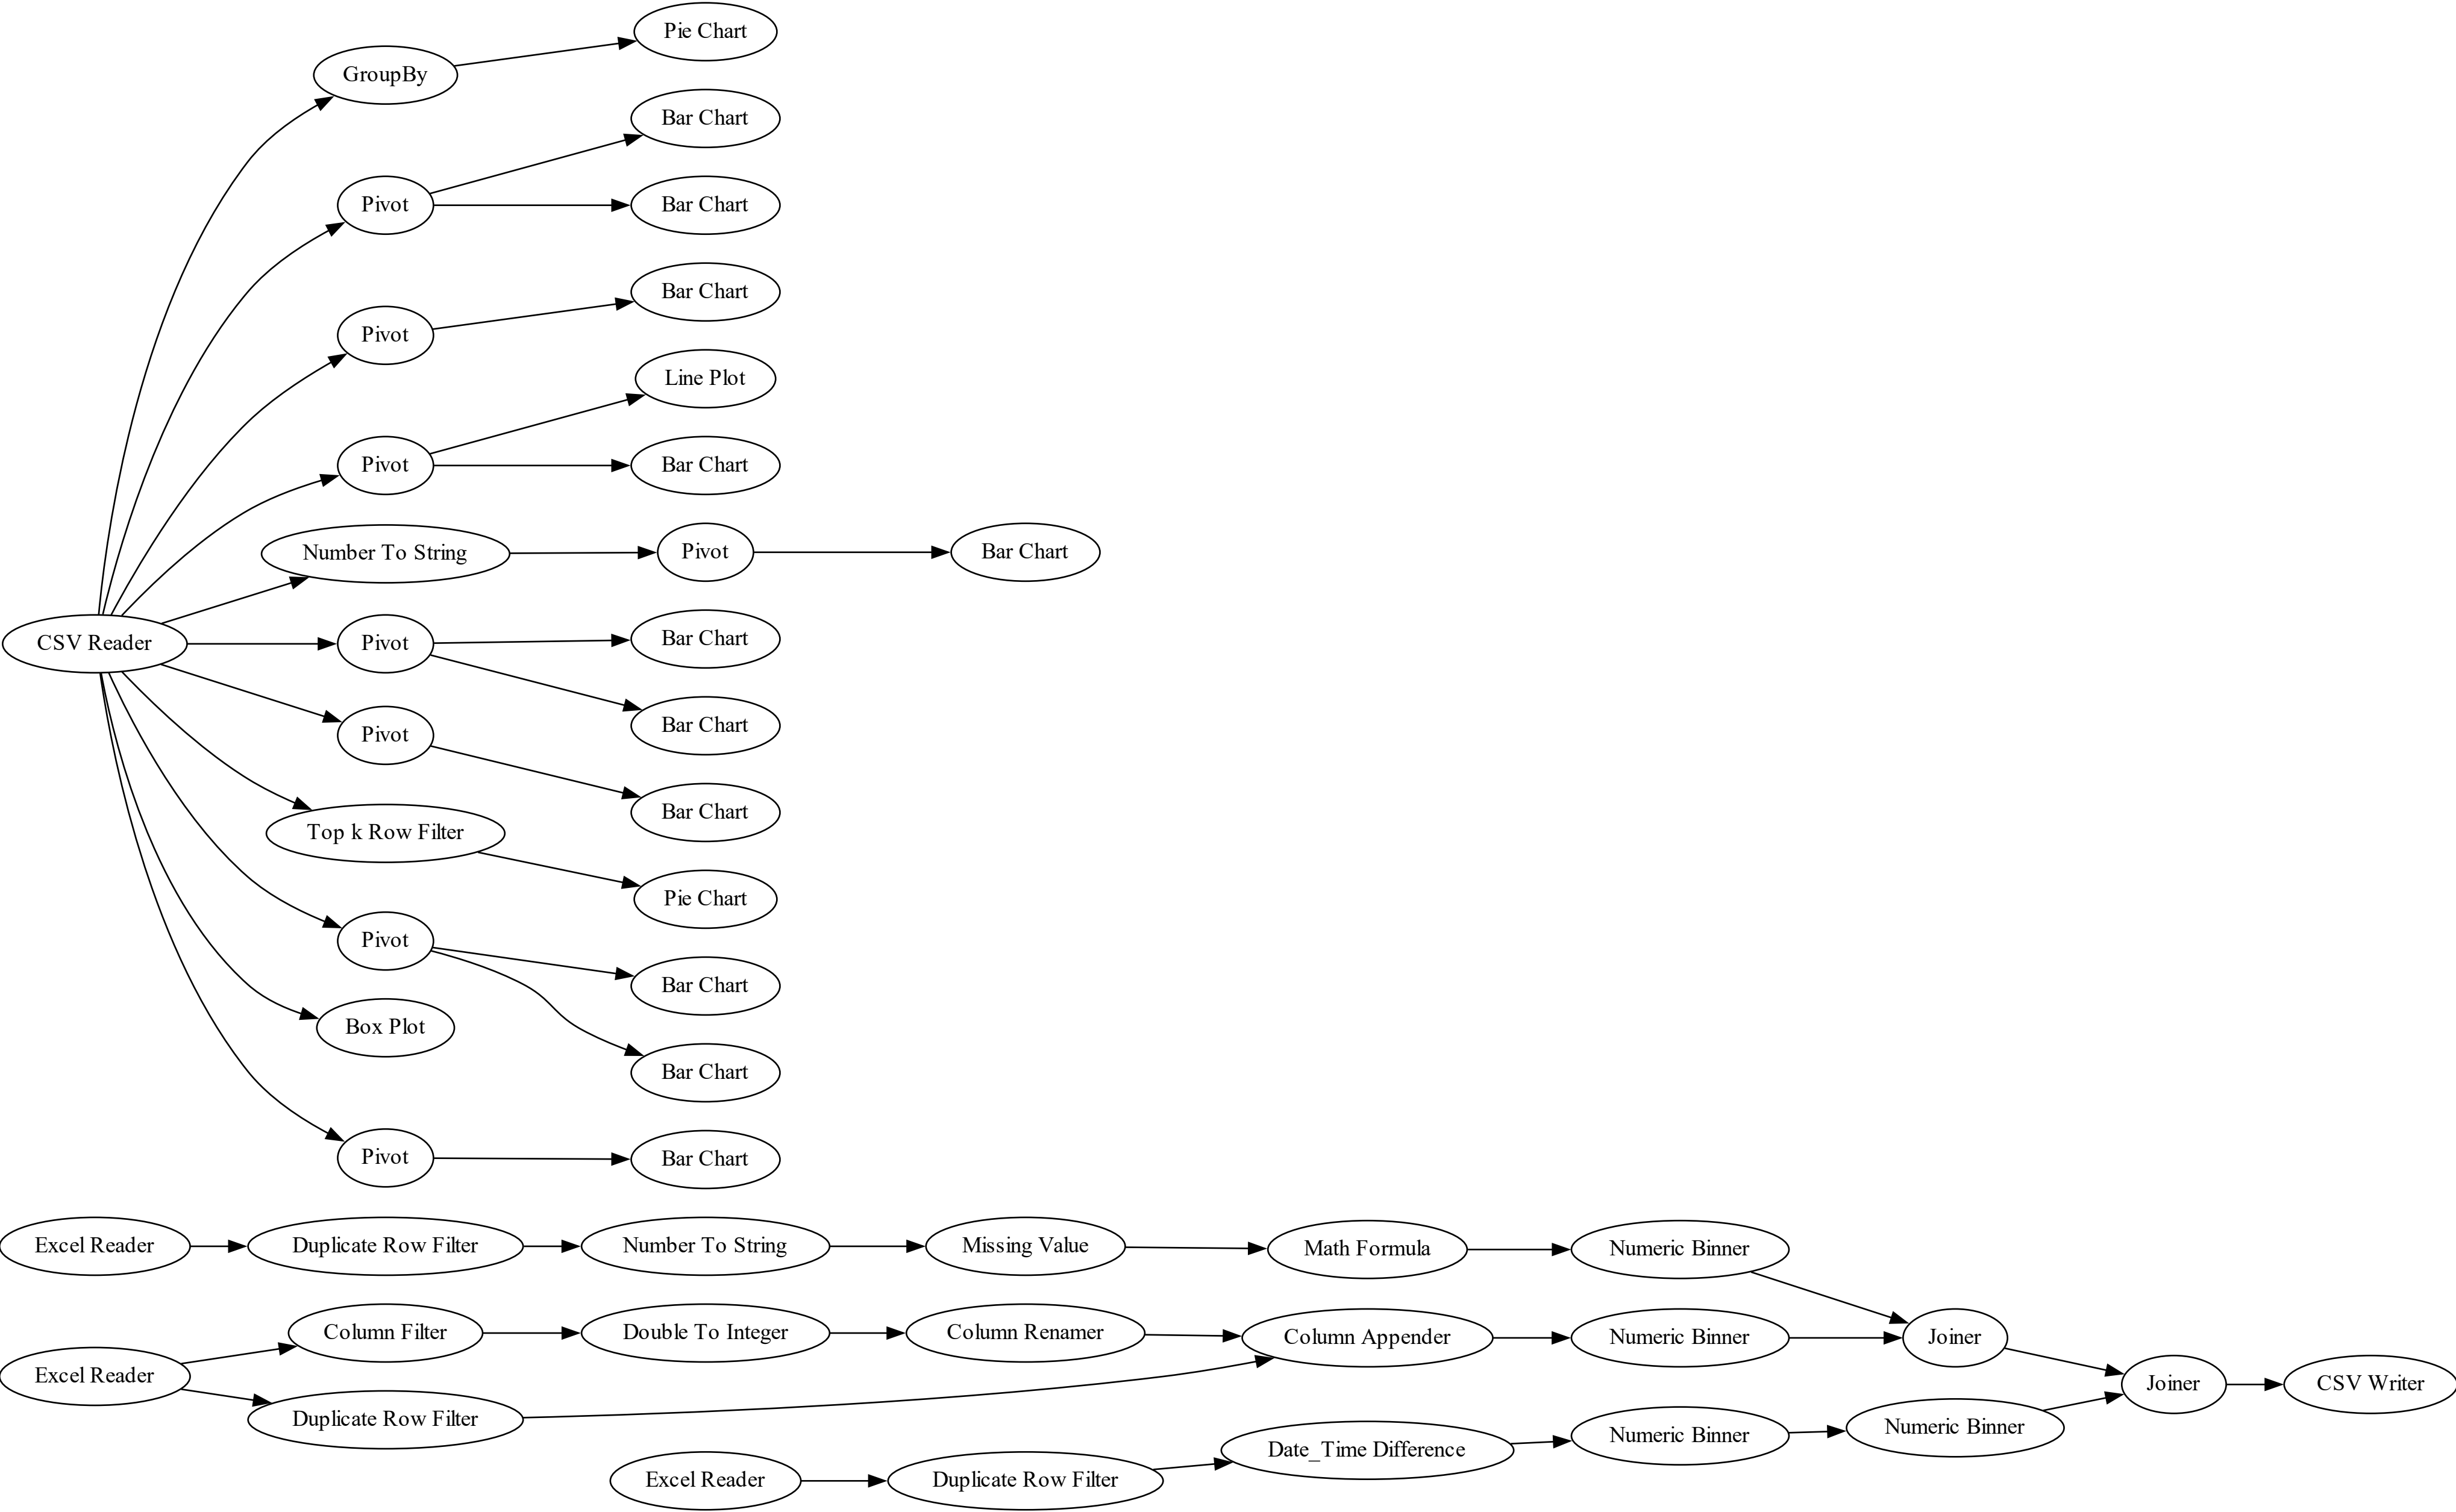 Pie Chart
GroupBy
Bar Chart
Pivot
Bar Chart
Bar Chart
Pivot
Line Plot
Pivot
Bar Chart
Number To String
Pivot
Bar Chart
CSV Reader
Pivot
Bar Chart
Bar Chart
Pivot
Bar Chart
Top k Row Filter
Pie Chart
Pivot
Bar Chart
Box Plot
Bar Chart
Pivot
Bar Chart
Excel Reader
Duplicate Row Filter
Number To String
Missing Value
Math Formula
Numeric Binner
Column Filter
Double To Integer
Column Renamer
Column Appender
Numeric Binner
Joiner
Excel Reader
Duplicate Row Filter
Joiner
CSV Writer
Excel Reader
Duplicate Row Filter
Date_Time Difference
Numeric Binner
Numeric Binner